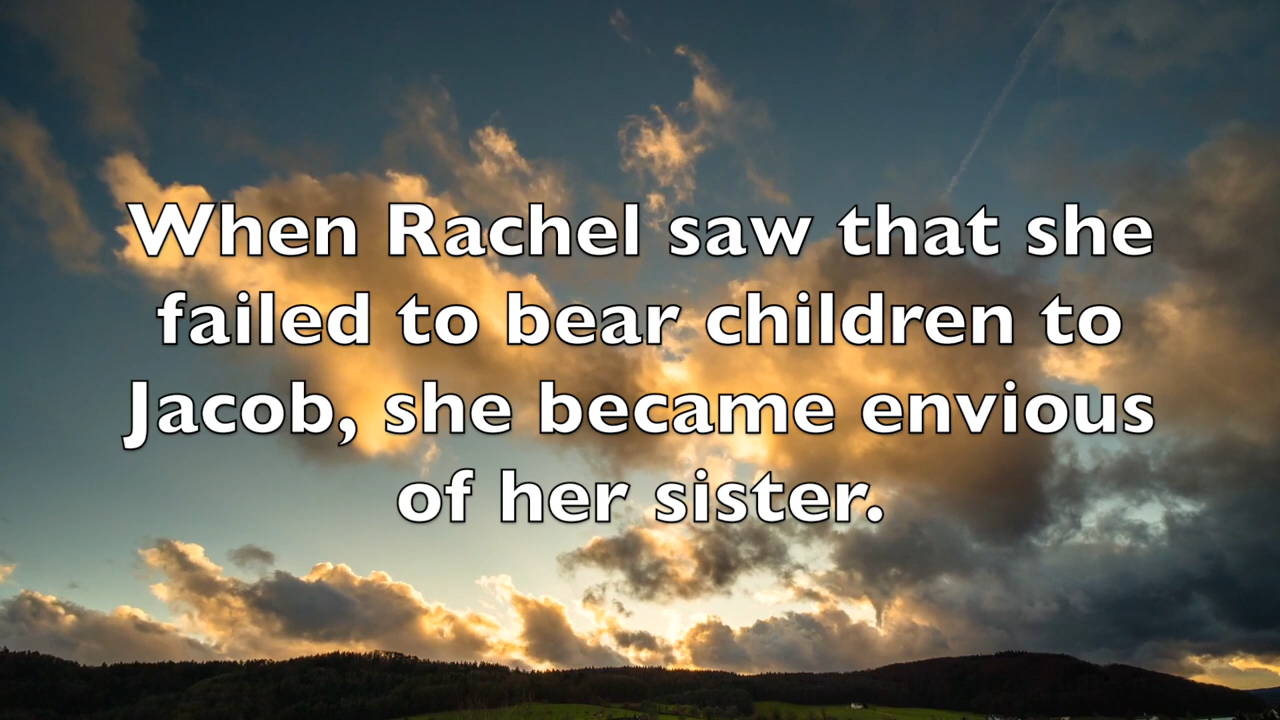 When Rachel saw that she
failed to bear children to
Jacob, she became envious
of her sister.